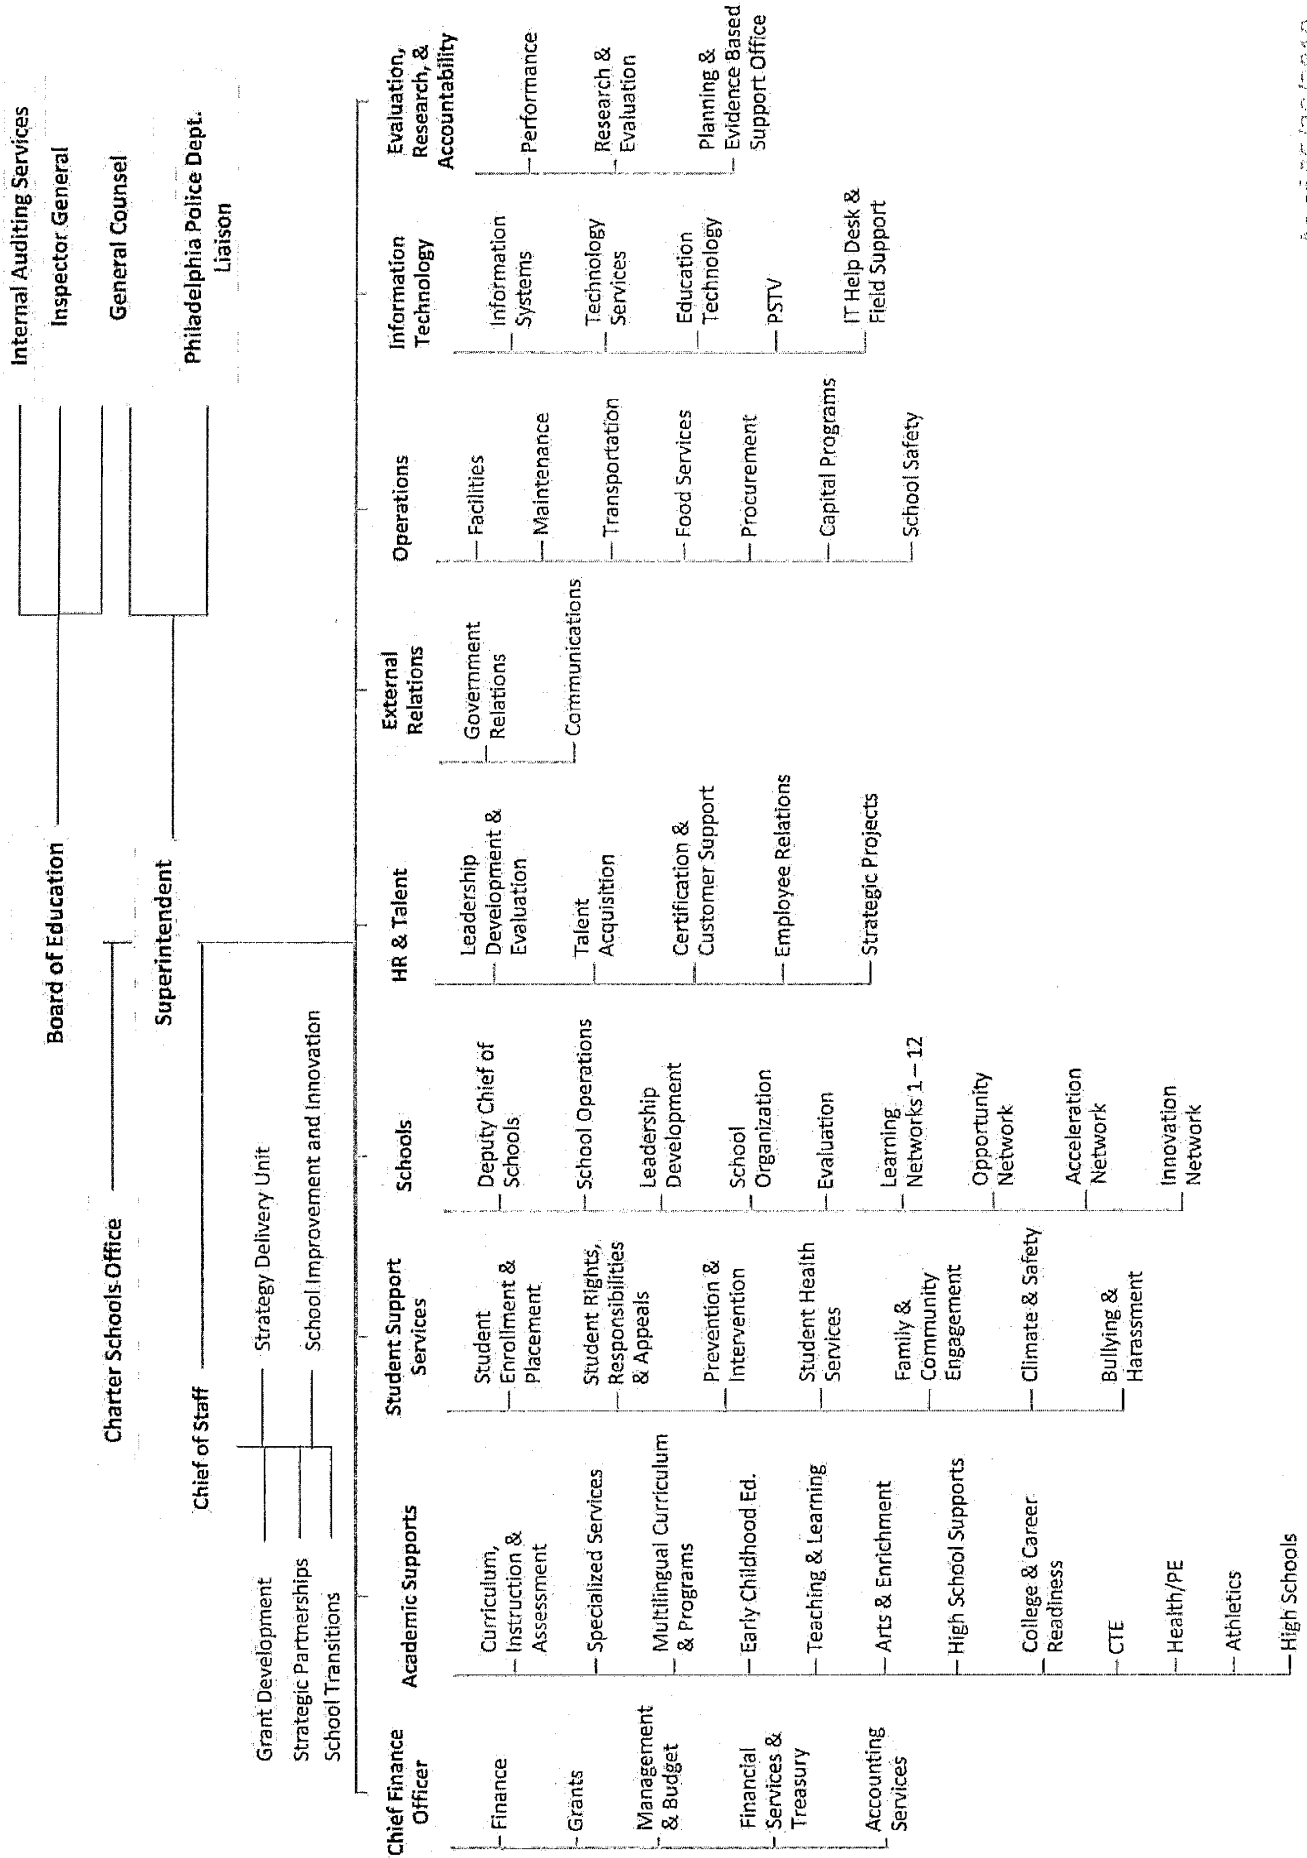 Internal Auditing Services
Inspector General
General Counsel
Philadelphia Police Dept.
Liaison
Board of Education
Charter Schools Office
Superintendent
Chief of Staff
Grant Development
Strategic Partnerships
School Transitions
Strategy Delivery Unit
School Improvement and Innovation
Chief Finance
Officer
Finance
Grants
Management
& Budget
Financial
Services &
Treasury
Accounting
Services
Academic Supports
Curriculum,
Instruction &
Assessment
Specialized Services
Multilingual Curriculum
& Programs
Early Childhood Ed.
Teaching & Learning
Arts & Enrichment
High School Supports
College & Career
Readiness
CTE
Health/PE
Athletics
High Schools
Student Support
Services
Student
Enrollment &
Placement
Student Rights,
Responsibilities
& Appeals
Prevention &
Intervention
Student Health
Services
Family &
Community
Engagement
Climate & Safety
Bullying &
Harassment
Schools
Deputy Chief of
Schools
School Operations
Leadership
Development
School
Organization
Evaluation
Learning
Networks 1 – 12
Opportunity
Network
Acceleration
Network
Innovation
Network
HR & Talent
Leadership
Development &
Evaluation
Talent
Acquisition
Certification &
Customer Support
Employee Relations
Strategic Projects
External
Relations
Government
Relations
Communications
Operations
Facilities
Maintenance
Transportation
Food Services
Procurement
Capital Programs
School Safety
Information
Technology
Information
Systems
Technology
Services
Education
Technology
PSTV
IT Help Desk &
Field Support
Evaluation,
Research, &
Accountability
Performance
Research &
Evaluation
Planning &
Evidence Based
Support Office